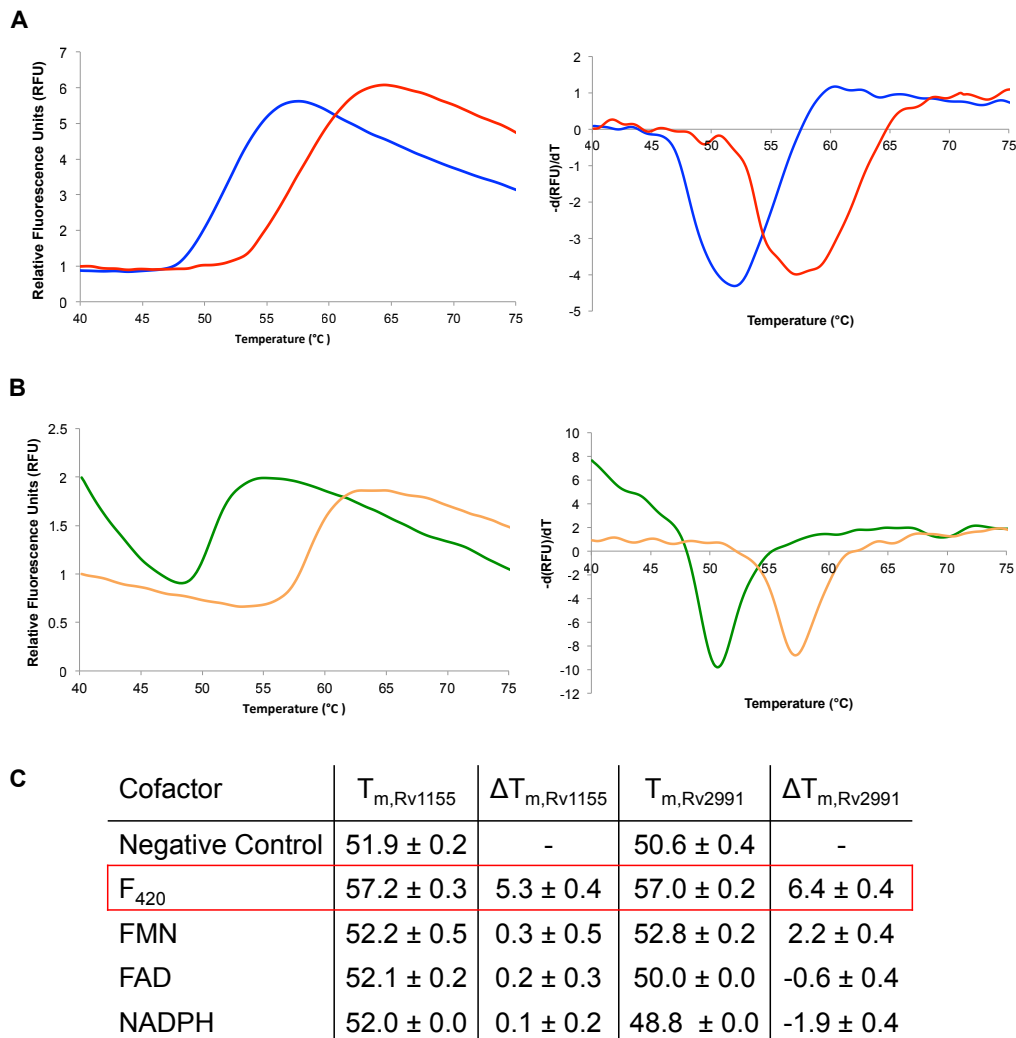 A
Relative Fluorescence Units (RFU)
7
6
5
4
3
2
1
0
40 45 50 55 60 65 70 75
Temperature (°C )
-d(RFU)/dT
2
1
0
-1
-2
-3
-4
-5
40 45 50 55 60 65 70 75
Temperature (°C)
B
Relative Fluorescence Units (RFU)
2.5
2
1.5
1
0.5
0
40 45 50 55 60 65 70 75
Temperature (°C )
-d(RFU)/dT
10
8
6
4
2
0
-2
-4
-6
-8
-10
-12
40 45 50 55 60 65 70 75
Temperature (°C)
C
Cofactor Tm,Rv1155 ΔTm,Rv1155 Tm,Rv2991 ΔTm,Rv2991
Negative Control 51.9 ± 0.2 - 50.6 ± 0.4 -
F420 57.2 ± 0.3 5.3 ± 0.4 57.0 ± 0.2 6.4 ± 0.4
FMN 52.2 ± 0.5 0.3 ± 0.5 52.8 ± 0.2 2.2 ± 0.4
FAD 52.1 ± 0.2 0.2 ± 0.3 50.0 ± 0.0 -0.6 ± 0.4
NADPH 52.0 ± 0.0 0.1 ± 0.2 48.8 ± 0.0 -1.9 ± 0.4